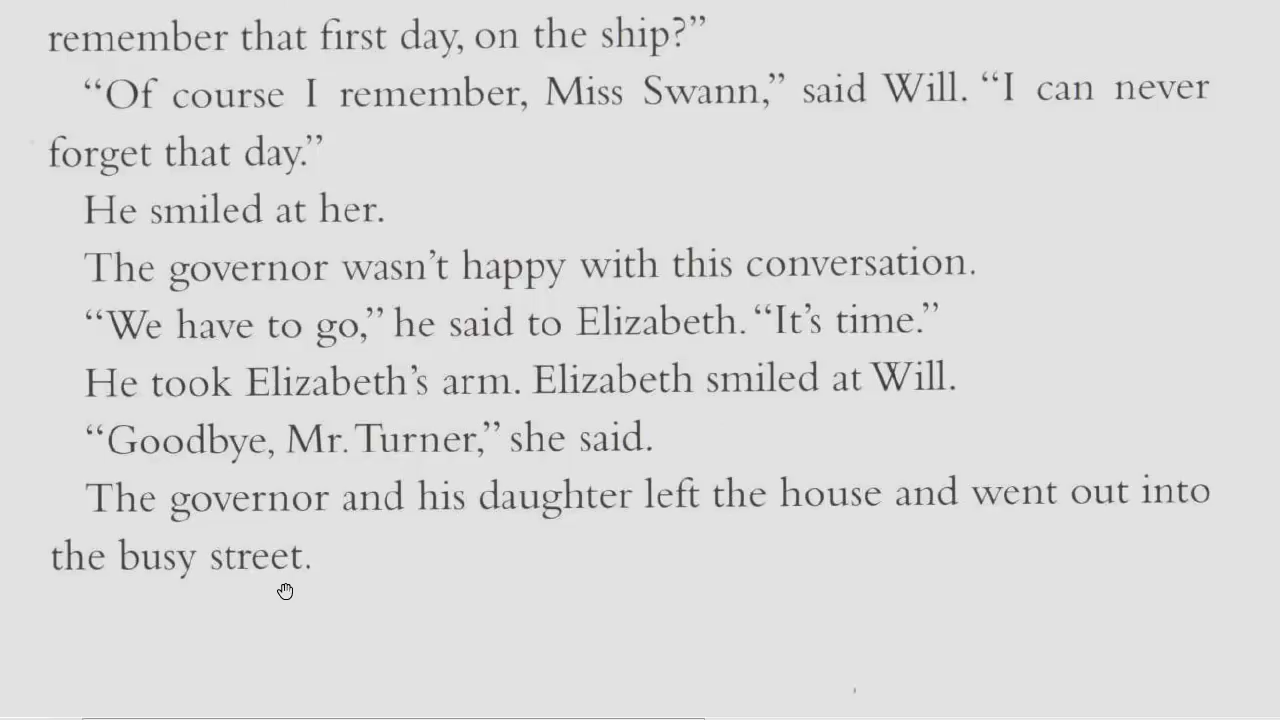 remember that first day, on the ship?”
“Of course I remember, Miss Swann,” said Will. “I can never
forget that day.”
He smiled at her.
The governor wasn’t happy with this conversation.
“We have to go,” he said to Elizabeth. “It’s time.”
He took Elizabeth’s arm. Elizabeth smiled at Will.
“Goodbye, Mr. Turner,” she said.
The governor and his daughter left the house and went out into
the busy street.